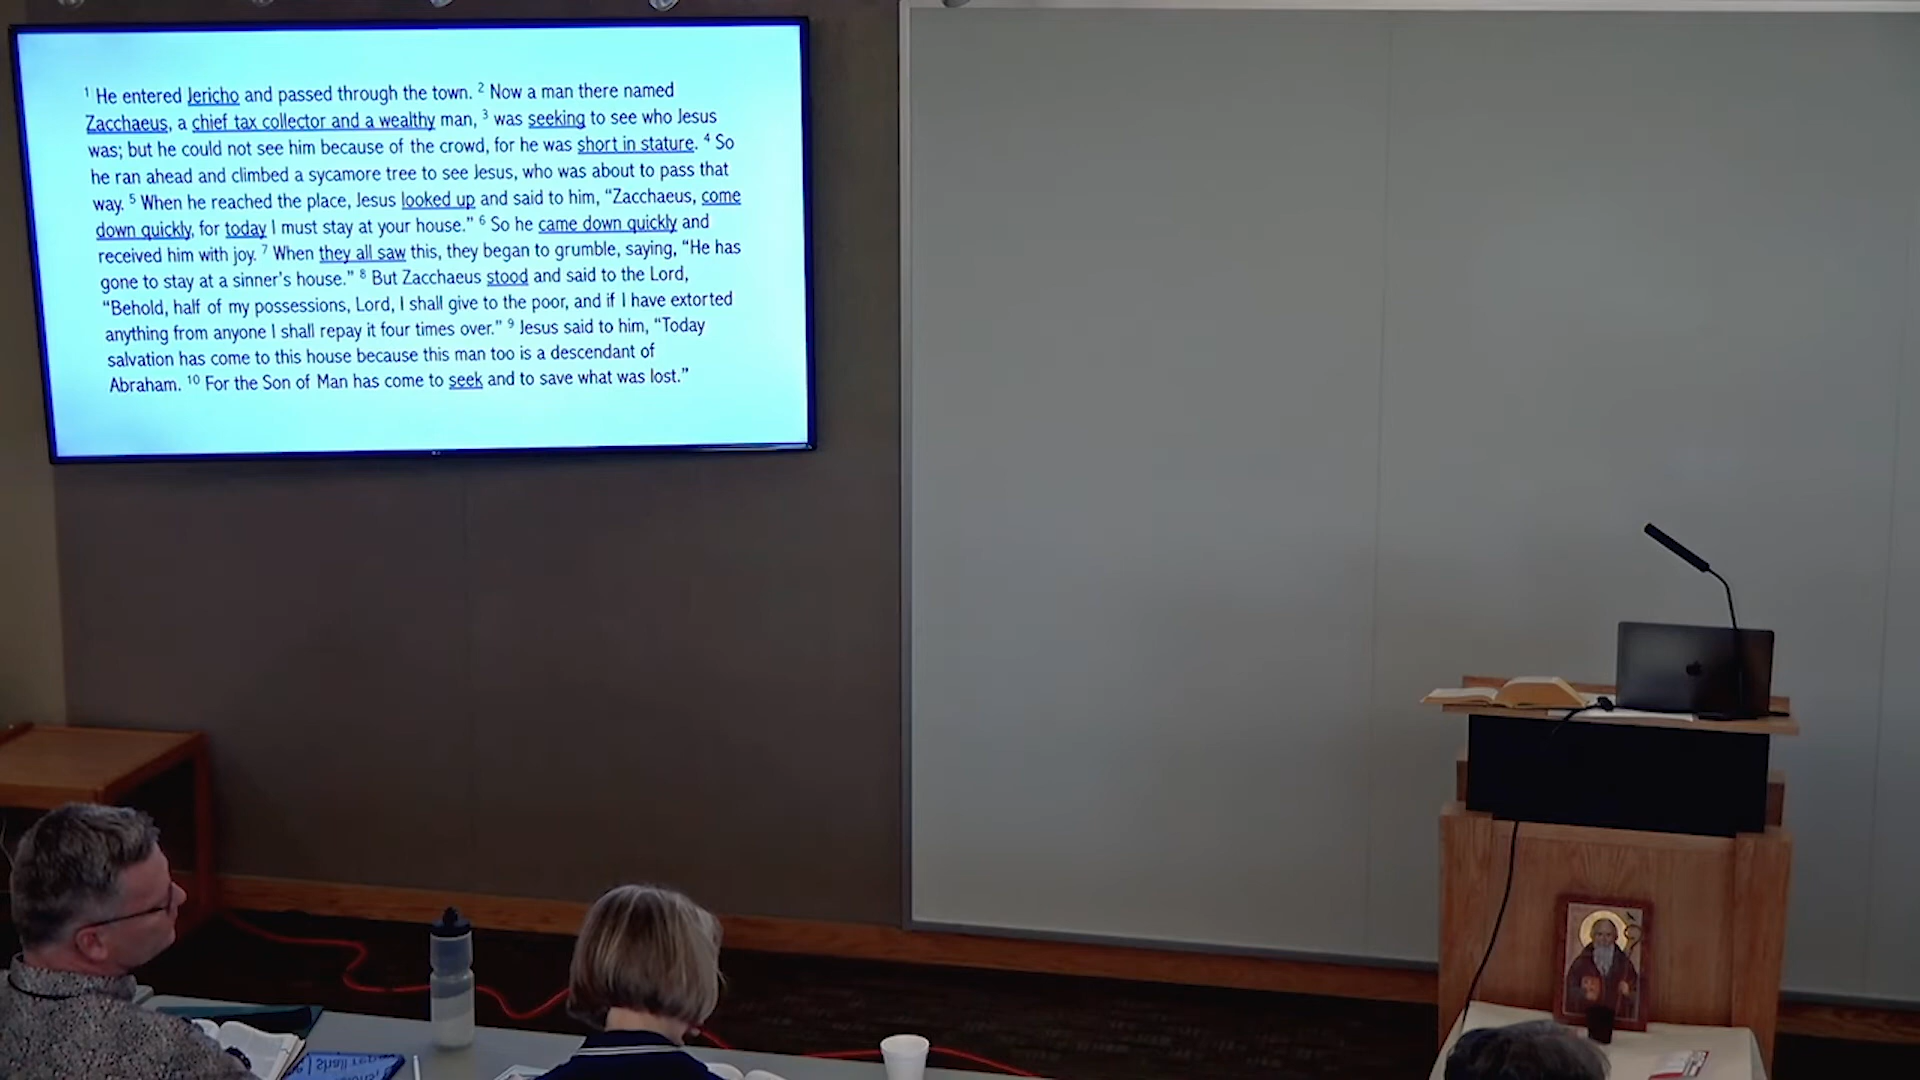 ¹ He entered Jericho and passed through the town. ² Now a man there named
Zacchaeus, a chief tax collector and a wealthy man, ³ was seeking to see who Jesus
was; but he could not see him because of the crowd, for he was short in stature. ⁴ So
he ran ahead and climbed a sycamore tree to see Jesus, who was about to pass that
way. ⁵ When he reached the place, Jesus looked up and said to him, “Zacchaeus, come
down quickly, for today I must stay at your house.” ⁶ So he came down quickly and
received him with joy. ⁷ When they all saw this, they began to grumble, saying, “He has
gone to stay at a sinner’s house.” ⁸ But Zacchaeus stood and said to the Lord,
“Behold, half of my possessions, Lord, I shall give to the poor, and if I have extorted
anything from anyone I shall repay it four times over.” ⁹ Jesus said to him, “Today
salvation has come to this house because this man too is a descendant of
Abraham. ¹⁰ For the Son of Man has come to seek and to save what was lost.”